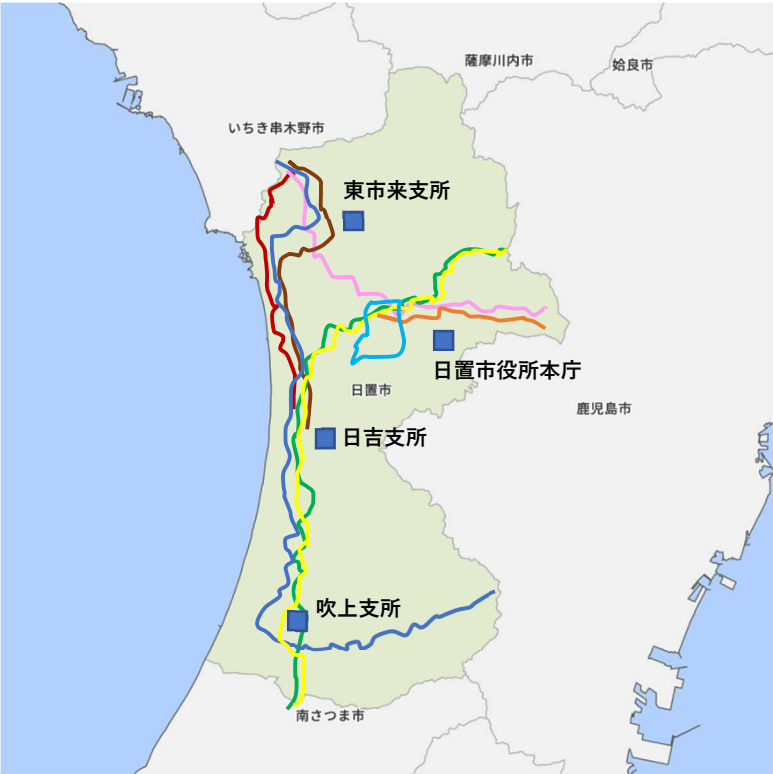 薩摩川内市
姶良市
いちき串木野市
東市来支所
日置市役所本庁
日置市
鹿児島市
日吉支所
吹上支所
南さつま市